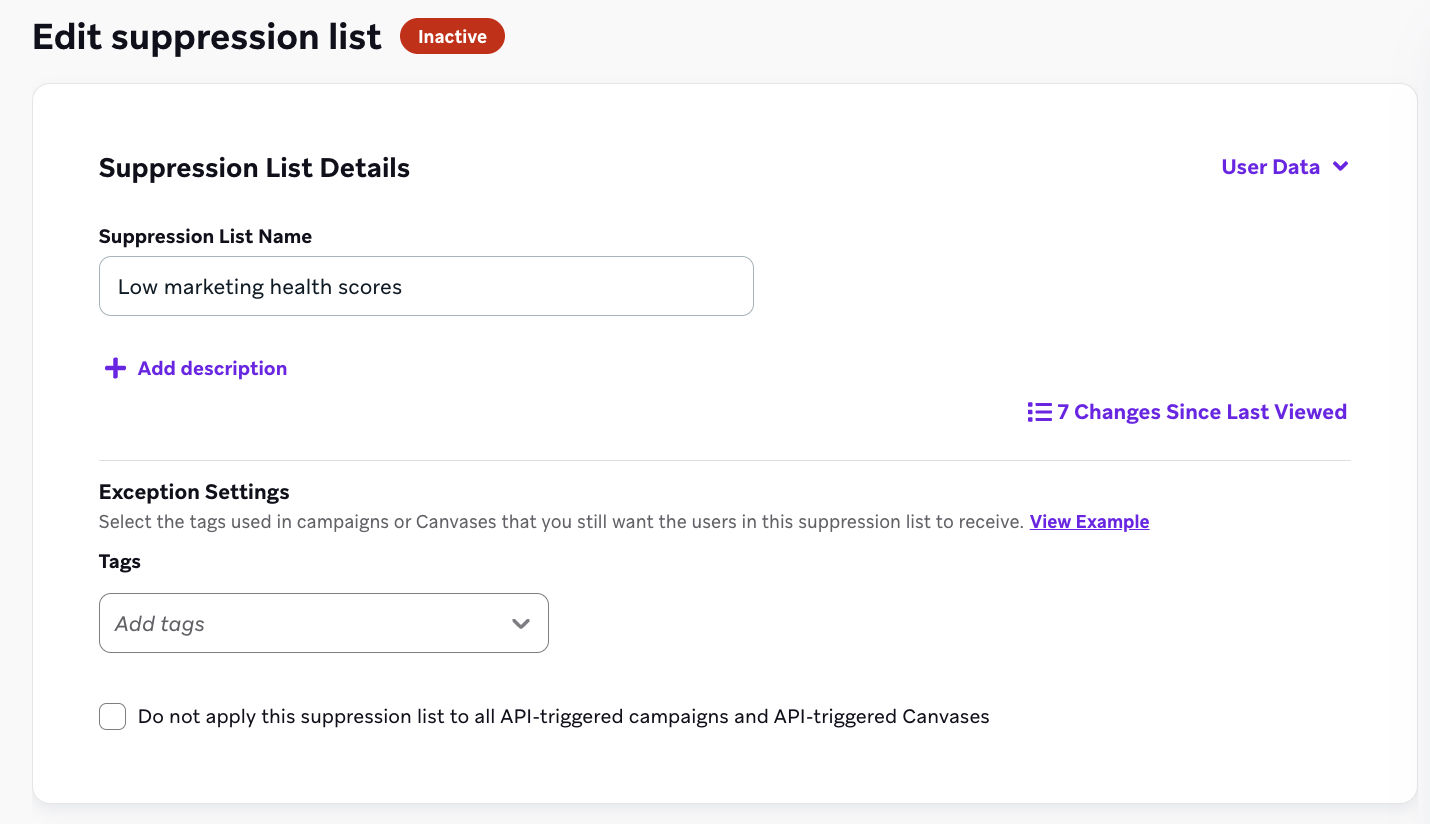 Edit suppression list
Inactive
Suppression List Details
User Data
Suppression List Name
Low marketing health scores
Add description
7 Changes Since Last Viewed
Exception Settings
Select the tags used in campaigns or Canvases that you still want the users in this suppression list to receive. View Example
Tags
Add tags
Do not apply this suppression list to all API-triggered campaigns and API-triggered Canvases